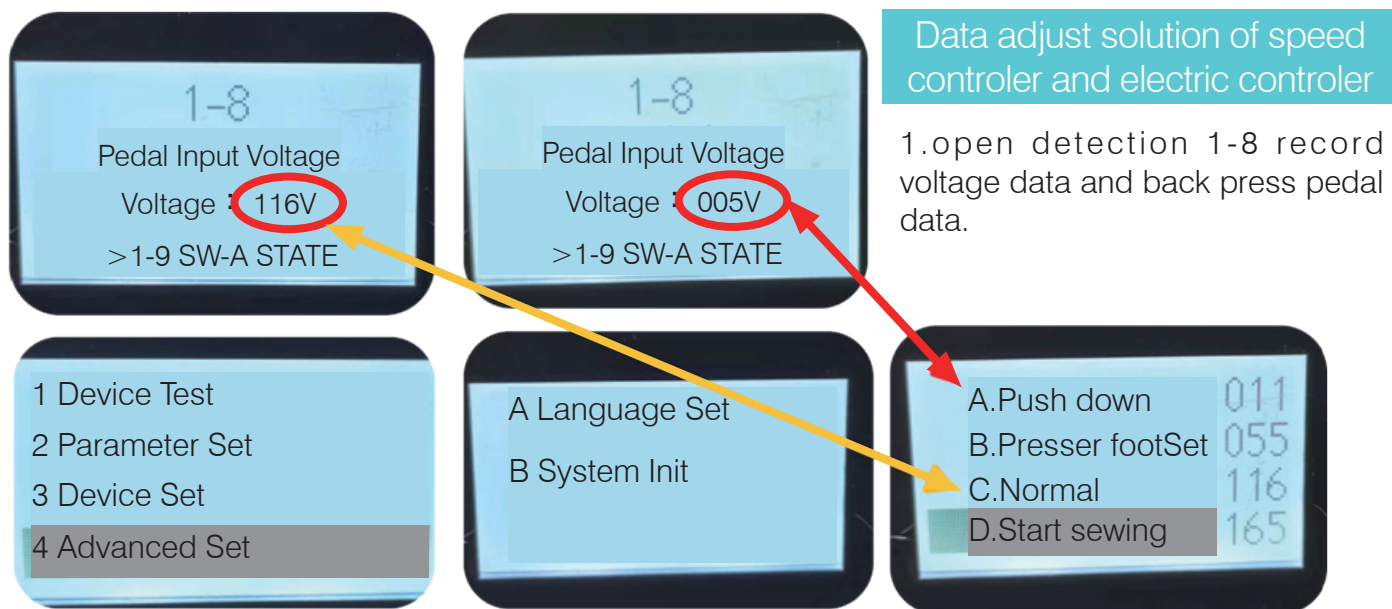 1-8
Pedal Input Voltage
Voltage : 116V
>1-9 SW-A STATE
1-8
Pedal Input Voltage
Voltage : 005V
>1-9 SW-A STATE
Data adjust solution of speed
controler and electric controler
1.open detection 1-8 record
voltage data and back press pedal
data.
1 Device Test
2 Parameter Set
3 Device Set
4 Advanced Set
A Language Set
B System Init
A.Push down 011
B.Presser footSet 055
C.Normal 116
D.Start sewing 165